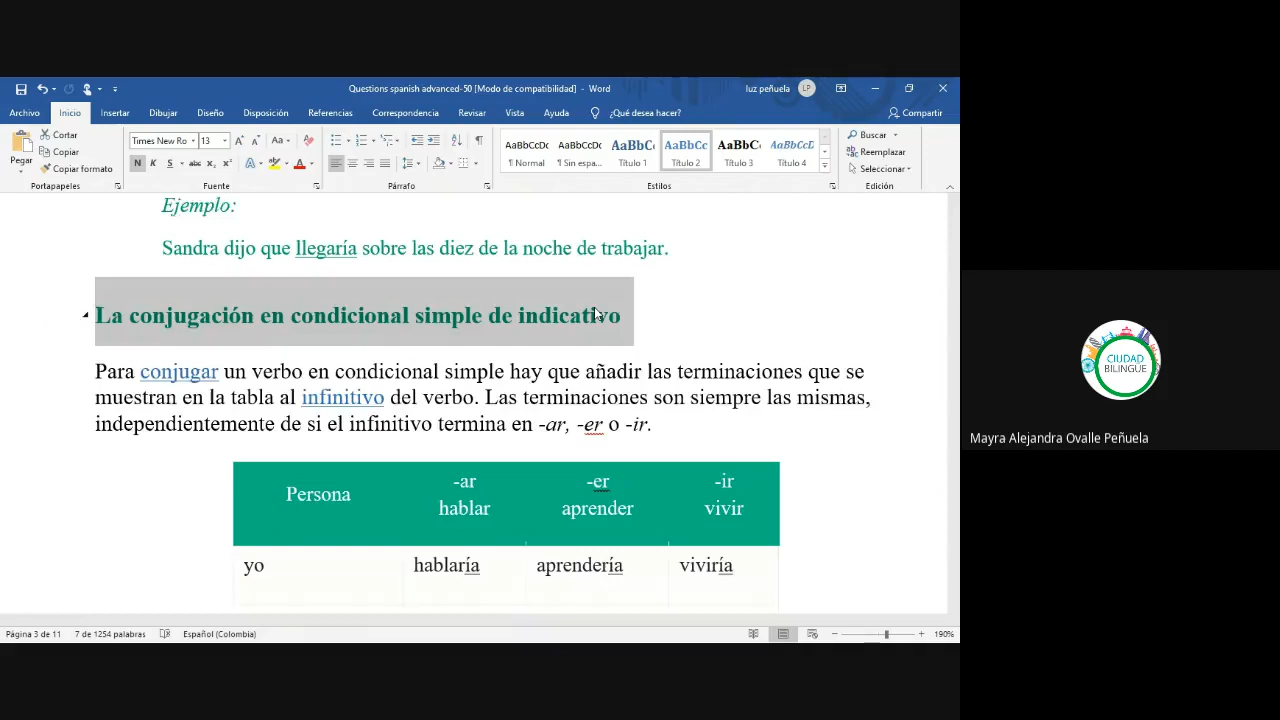 Questions spanish advanced-50 [Modo de compatibilidad] - Word
luz peñuela
LP
Archivo Inicio Insertar Dibujar Diseño Disposición Referencias Correspondencia Revisar Vista Ayuda ¿Qué desea hacer? Compartir
Pegar
Cortar
Copiar
Copiar formato
Portapapeles
Times New Ro 13
N K S abc x₂ x²
Fuente
Párrafo
AaBbCcDc AaBbCcDc AaBbCc AaBbCc AaBbC AaBbCcD
¶ Normal ¶ Sin espa... Título 1 Título 2 Título 3 Título 4
Estilos
Buscar
Reemplazar
Seleccionar
Edición
Ejemplo:
Sandra dijo que llegaría sobre las diez de la noche de trabajar.
La conjugación en condicional simple de indicativo
Para conjugar un verbo en condicional simple hay que añadir las terminaciones que se
muestran en la tabla al infinitivo del verbo. Las terminaciones son siempre las mismas,
independientemente de si el infinitivo termina en -ar, -er o -ir.
Persona
-ar
hablar
-er
aprender
-ir
vivir
yo hablaría aprendería viviría
Página 3 de 11 7 de 1254 palabras Español (Colombia) 190%
CIUDAD
BILINGÜE
Mayra Alejandra Ovalle Peñuela